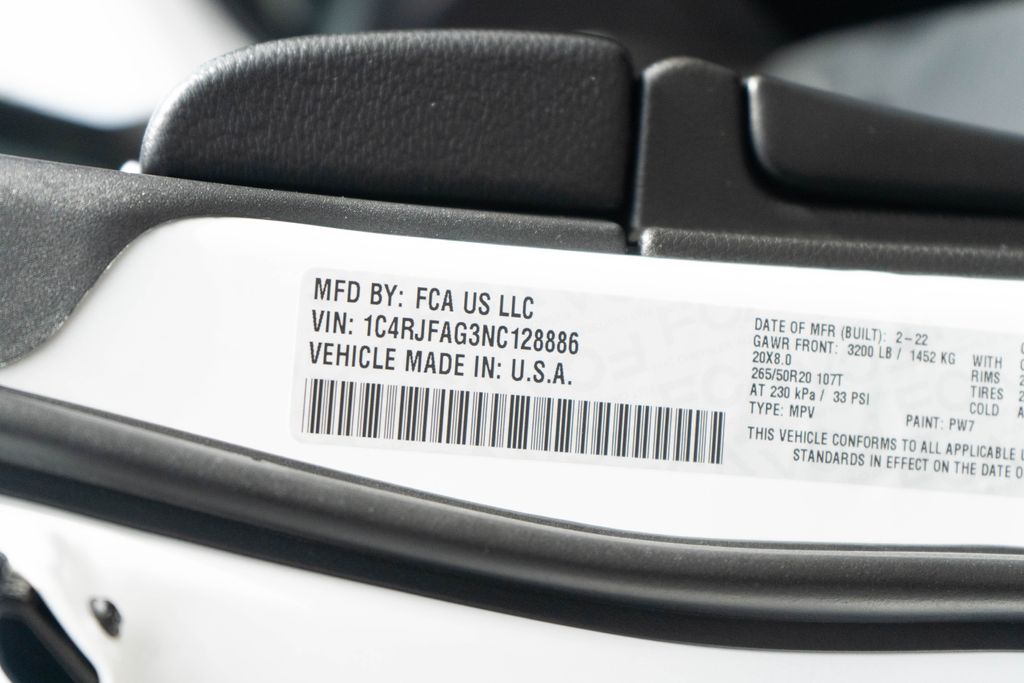 MFD BY: FCA US LLC
VIN: 1C4RJFAG3NC128886
VEHICLE MADE IN: U.S.A.
DATE OF MFR (BUILT): 2-22
GAWR FRONT: 3200 LB / 1452 KG WITH
20X8.0 RIMS
265/50R20 107T TIRES
AT 230 kPa / 33 PSI COLD
TYPE: MPV PAINT: PW7
THIS VEHICLE CONFORMS TO ALL APPLICABLE
STANDARDS IN EFFECT ON THE DATE